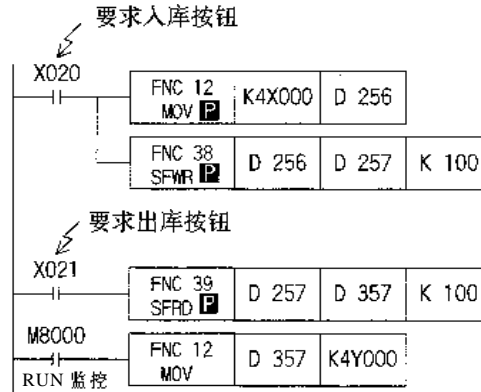 要求入库按钮
X020
FNC 12
MOV P
K4X000
D 256
FNC 38
SFWR P
D 256
D 257
K 100
要求出库按钮
X021
FNC 39
SFRD P
D 257
D 357
K 100
M8000
RUN 监控
FNC 12
MOV
D 357
K4Y000